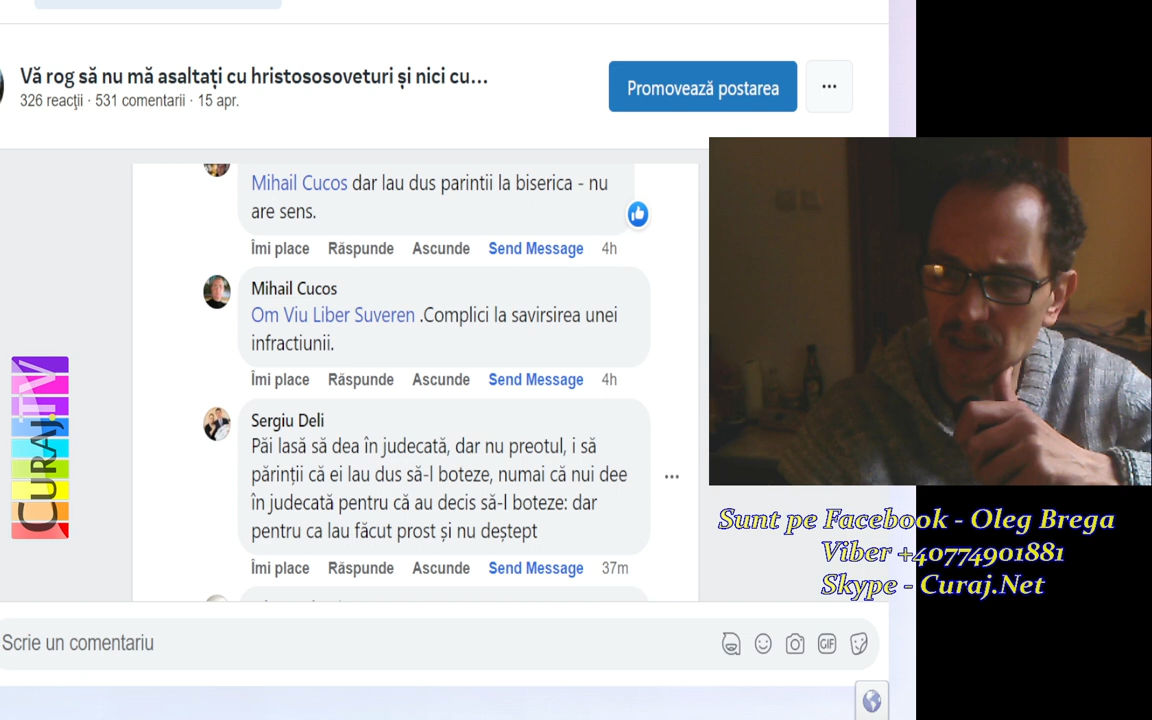 Vă rog să nu mă asaltați cu hristososoveturi și nici cu...
326 reacții · 531 comentarii · 15 apr.
Promovează postarea
Mihail Cucos dar lau dus parintii la biserica - nu
are sens.
Îmi place Răspunde Ascunde Send Message 4h
Mihail Cucos
Om Viu Liber Suveren .Complici la savirsirea unei
infractiunii.
Îmi place Răspunde Ascunde Send Message 4h
Sergiu Deli
Păi lasă să dea în judecată, dar nu preotul, i să
părinții că ei lau dus să-l boteze, numai că nui dee
în judecată pentru că au decis să-l boteze: dar
pentru ca lau făcut prost și nu deștept
Îmi place Răspunde Ascunde Send Message 37m
Scrie un comentariu
GIF
CURAJ.TV
Sunt pe Facebook - Oleg Brega
Viber +40774901881
Skype - Curaj.Net